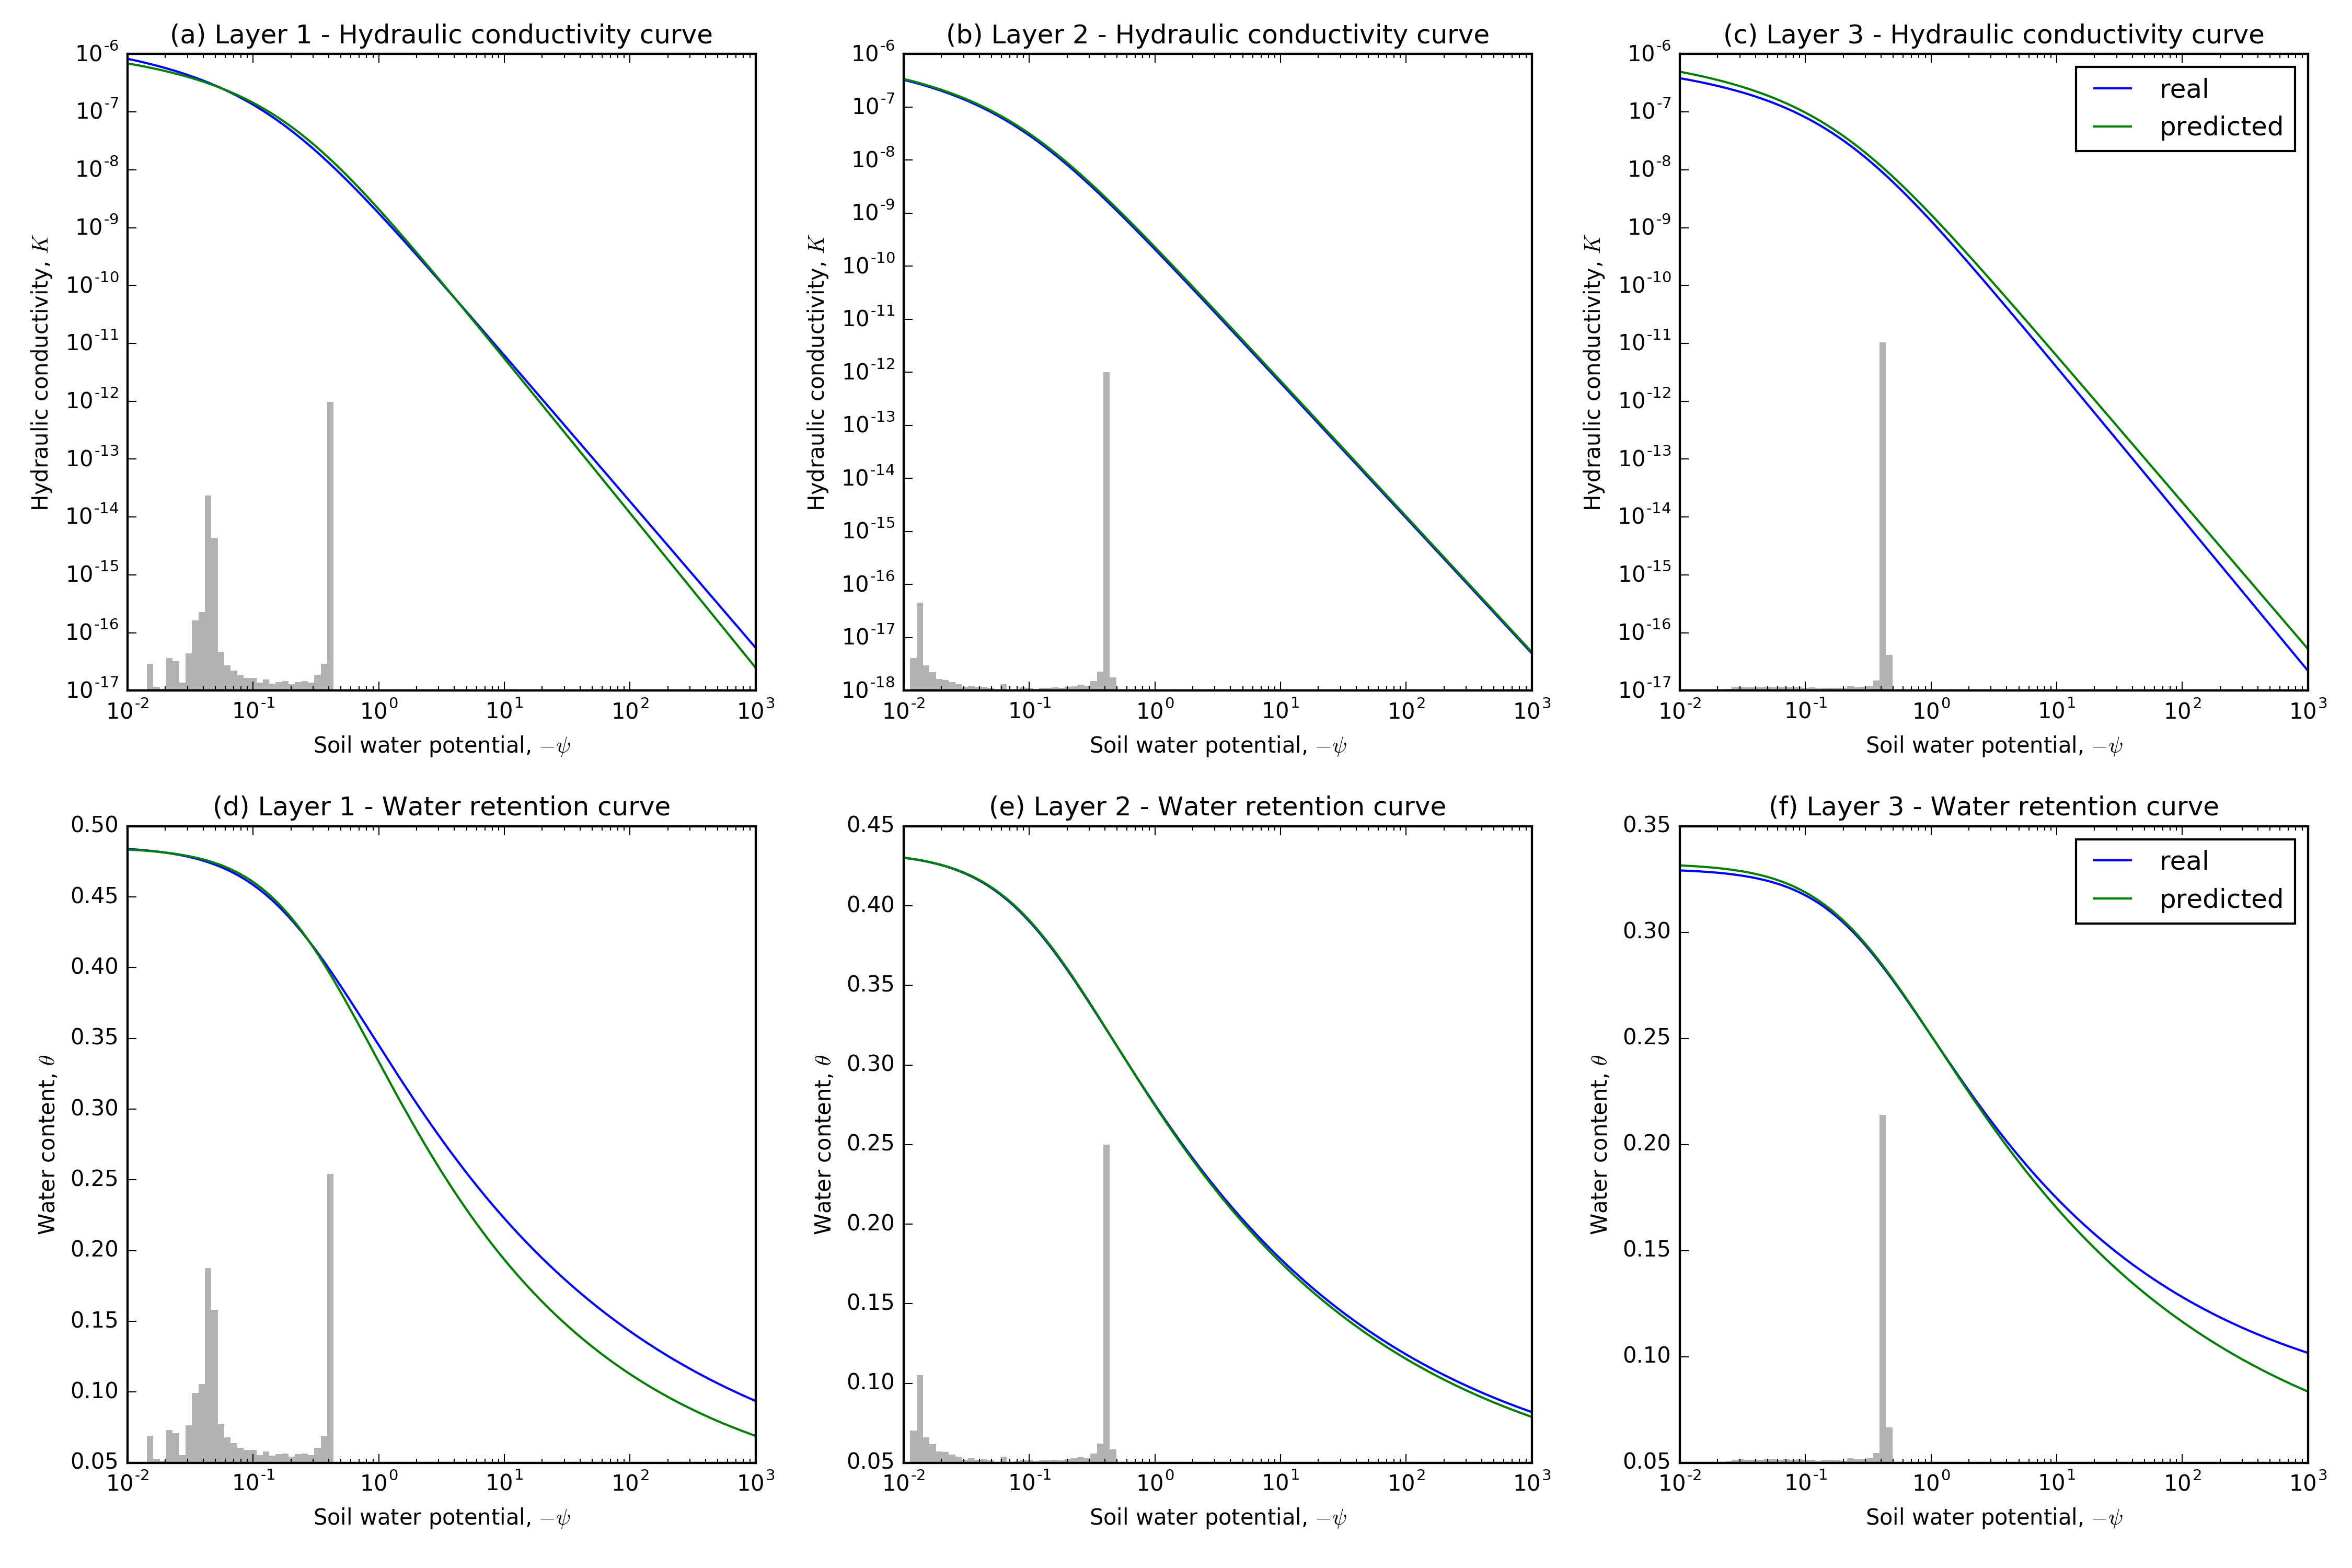 (a) Layer 1 - Hydraulic conductivity curve
10^-6
10^-7
10^-8
10^-9
10^-10
10^-11
10^-12
10^-13
10^-14
10^-15
10^-16
10^-17
Hydraulic conductivity, K
10^-2 10^-1 10^0 10^1 10^2 10^3
Soil water potential, −ψ
(b) Layer 2 - Hydraulic conductivity curve
10^-6
10^-7
10^-8
10^-9
10^-10
10^-11
10^-12
10^-13
10^-14
10^-15
10^-16
10^-17
10^-18
Hydraulic conductivity, K
10^-2 10^-1 10^0 10^1 10^2 10^3
Soil water potential, −ψ
(c) Layer 3 - Hydraulic conductivity curve
real
predicted
10^-6
10^-7
10^-8
10^-9
10^-10
10^-11
10^-12
10^-13
10^-14
10^-15
10^-16
10^-17
Hydraulic conductivity, K
10^-2 10^-1 10^0 10^1 10^2 10^3
Soil water potential, −ψ
(d) Layer 1 - Water retention curve
0.50
0.45
0.40
0.35
0.30
0.25
0.20
0.15
0.10
0.05
Water content, θ
10^-2 10^-1 10^0 10^1 10^2 10^3
Soil water potential, −ψ
(e) Layer 2 - Water retention curve
0.45
0.40
0.35
0.30
0.25
0.20
0.15
0.10
0.05
Water content, θ
10^-2 10^-1 10^0 10^1 10^2 10^3
Soil water potential, −ψ
(f) Layer 3 - Water retention curve
real
predicted
0.35
0.30
0.25
0.20
0.15
0.10
0.05
Water content, θ
10^-2 10^-1 10^0 10^1 10^2 10^3
Soil water potential, −ψ